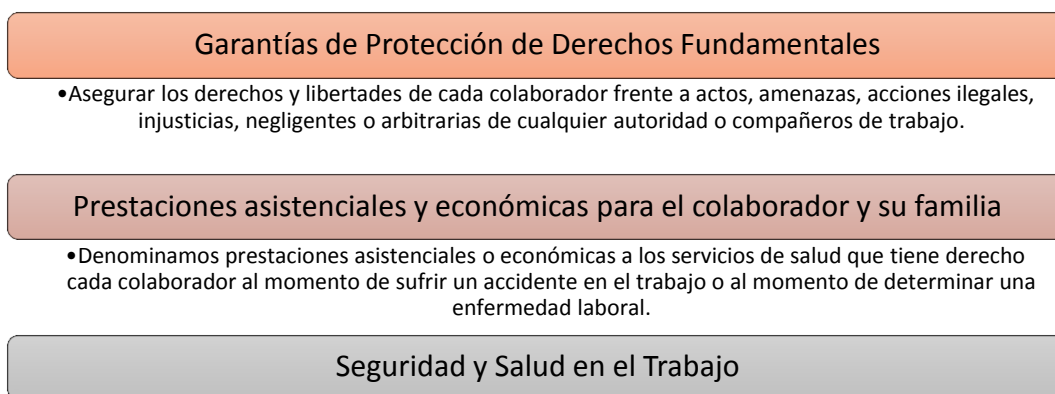 Garantías de Protección de Derechos Fundamentales
•Asegurar los derechos y libertades de cada colaborador frente a actos, amenazas, acciones ilegales,
injusticias, negligentes o arbitrarias de cualquier autoridad o compañeros de trabajo.
Prestaciones asistenciales y económicas para el colaborador y su familia
•Denominamos prestaciones asistenciales o económicas a los servicios de salud que tiene derecho
cada colaborador al momento de sufrir un accidente en el trabajo o al momento de determinar una
enfermedad laboral.
Seguridad y Salud en el Trabajo